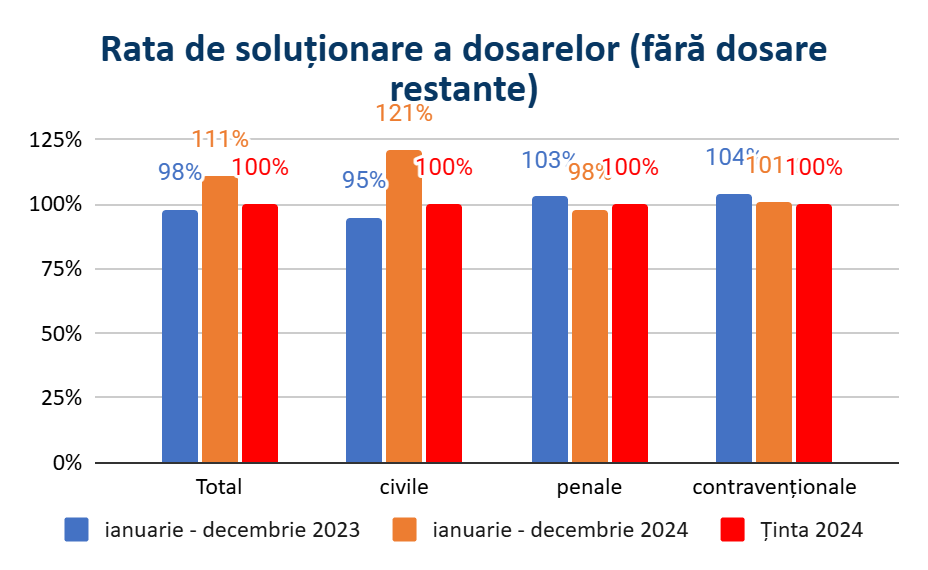 Rata de soluționare a dosarelor (fără dosare
restante)
125%
100%
75%
50%
25%
0%
98%
111%
100%
95%
121%
100%
103%
98%
100%
104%
101%
100%
Total
civile
penale
contravenționale
ianuarie - decembrie 2023
ianuarie - decembrie 2024
Ținta 2024